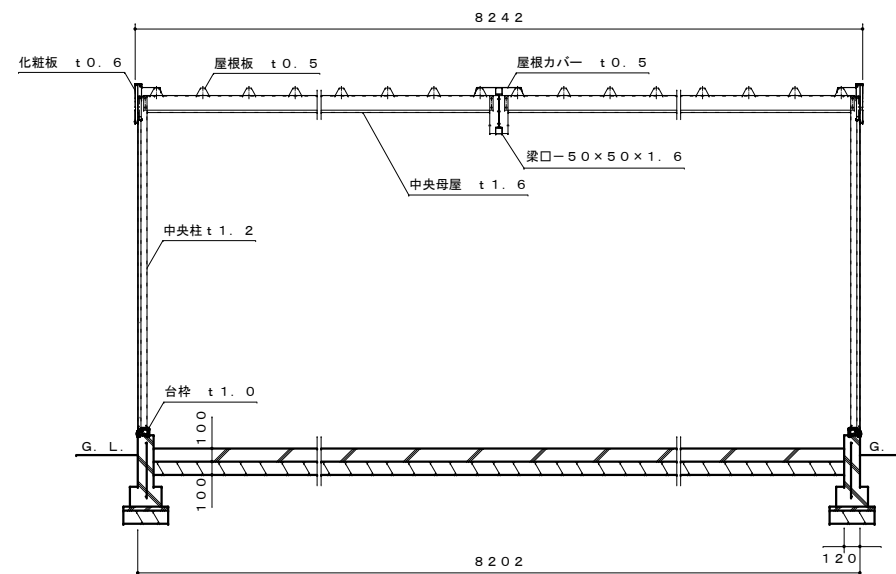 8242
化粧板 t0.6
屋根板 t0.5
屋根カバー t0.5
梁口－50×50×1.6
中央母屋 t1.6
中央柱t1.2
台枠 t1.0
G.L.
100
G.
100
120
8202